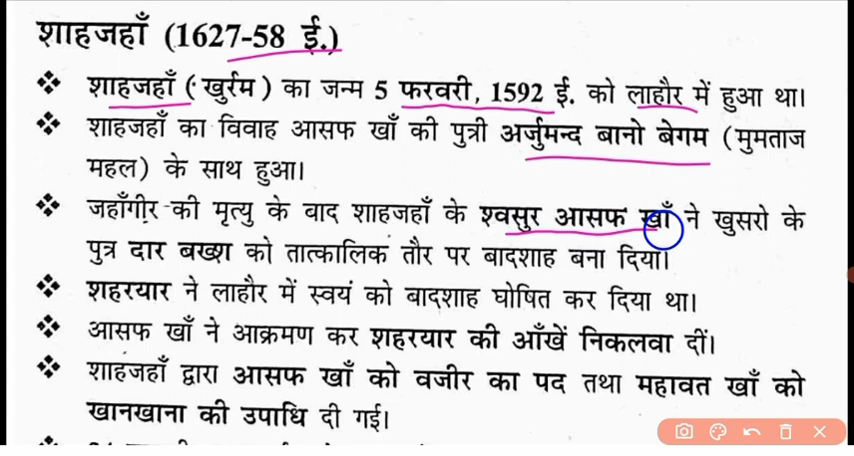 शाहजहाँ (1627-58 ई.)
❖ शाहजहाँ (खुर्रम) का जन्म 5 फरवरी, 1592 ई. को लाहौर में हुआ था।
❖ शाहजहाँ का विवाह आसफ खाँ की पुत्री अर्जुमन्द बानो बेगम (मुमताज
महल) के साथ हुआ।
❖ जहाँगीर की मृत्यु के बाद शाहजहाँ के श्वसुर आसफ खाँ ने खुसरो के
पुत्र दार बख्श को तात्कालिक तौर पर बादशाह बना दिया।
❖ शहरयार ने लाहौर में स्वयं को बादशाह घोषित कर दिया था।
❖ आसफ खाँ ने आक्रमण कर शहरयार की आँखें निकलवा दीं।
❖ शाहजहाँ द्वारा आसफ खाँ को वजीर का पद तथा महावत खाँ को
खानखाना की उपाधि दी गई।